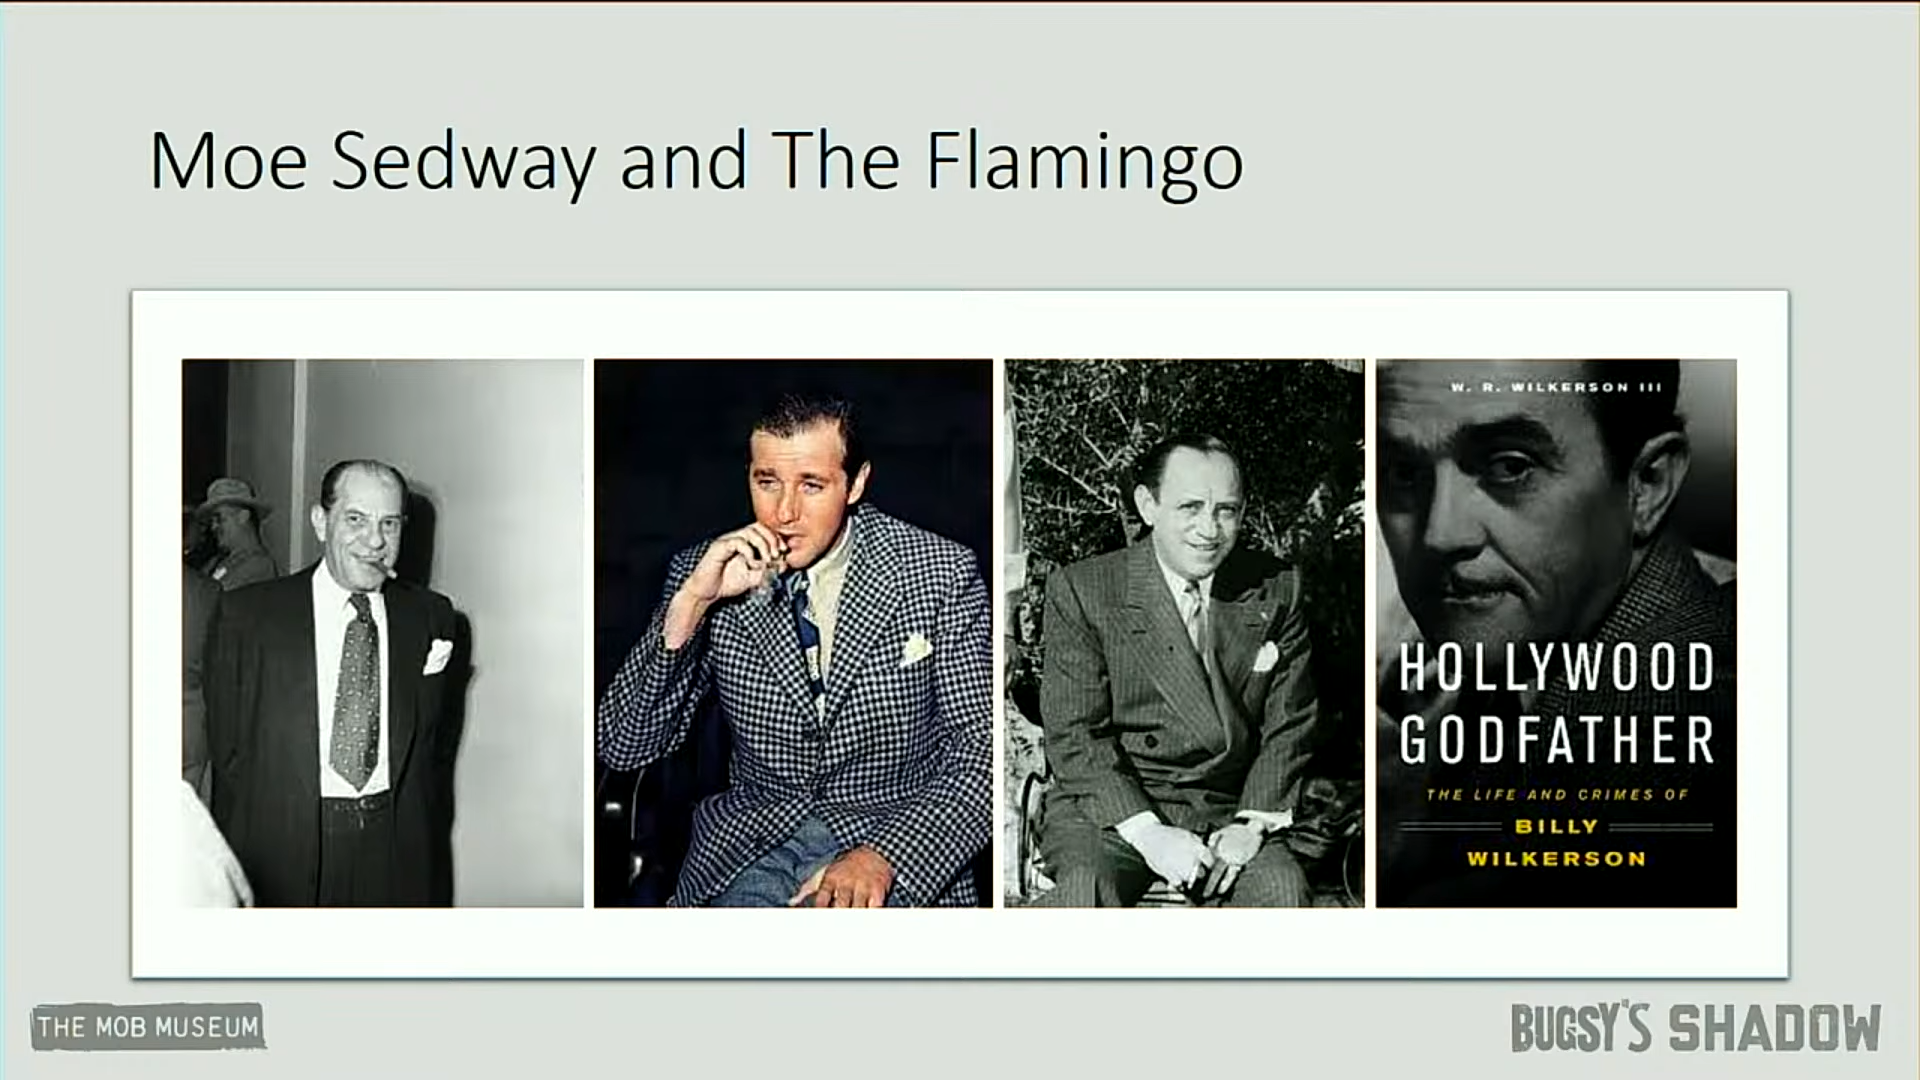 Moe Sedway and The Flamingo
W. R. WILKERSON III
HOLLYWOOD
GODFATHER
THE LIFE AND CRIMES OF
BILLY
WILKERSON
THE MOB MUSEUM
BUGSY'S SHADOW